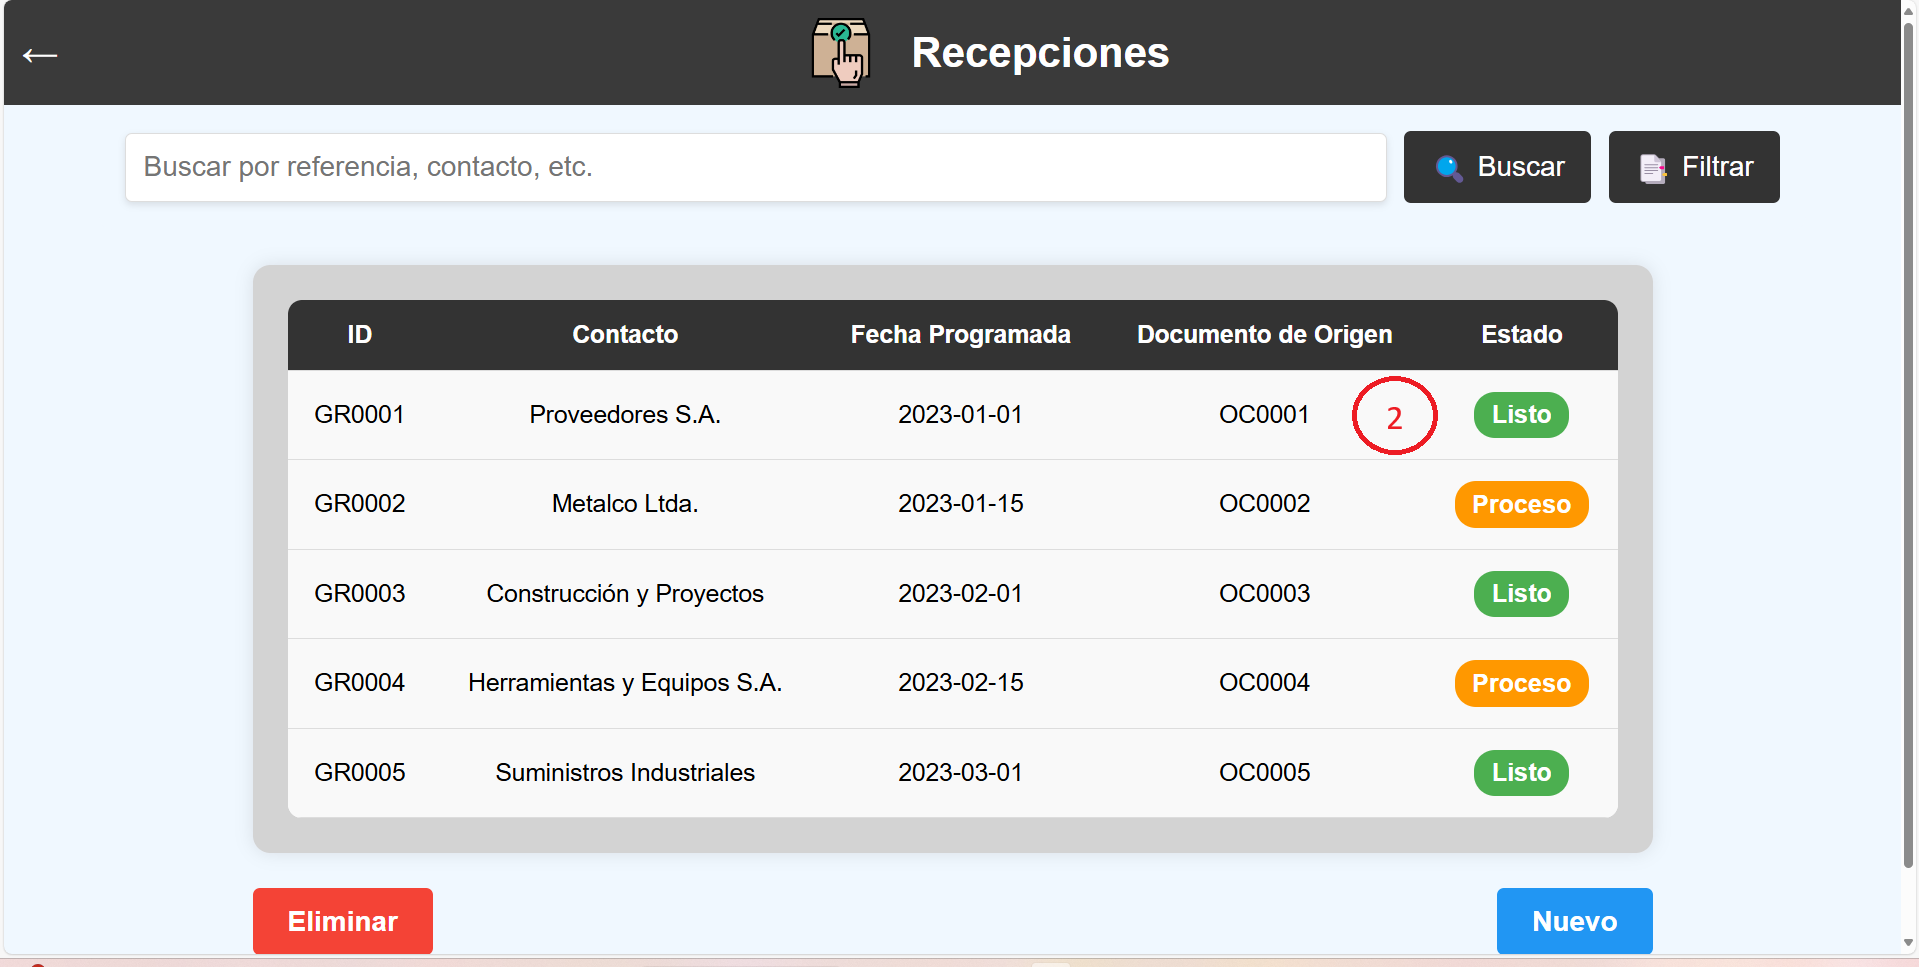 ← Recepciones
Buscar por referencia, contacto, etc. Buscar Filtrar
ID Contacto Fecha Programada Documento de Origen Estado
GR0001 Proveedores S.A. 2023-01-01 OC0001 2 Listo
GR0002 Metalco Ltda. 2023-01-15 OC0002 Proceso
GR0003 Construcción y Proyectos 2023-02-01 OC0003 Listo
GR0004 Herramientas y Equipos S.A. 2023-02-15 OC0004 Proceso
GR0005 Suministros Industriales 2023-03-01 OC0005 Listo
Eliminar Nuevo